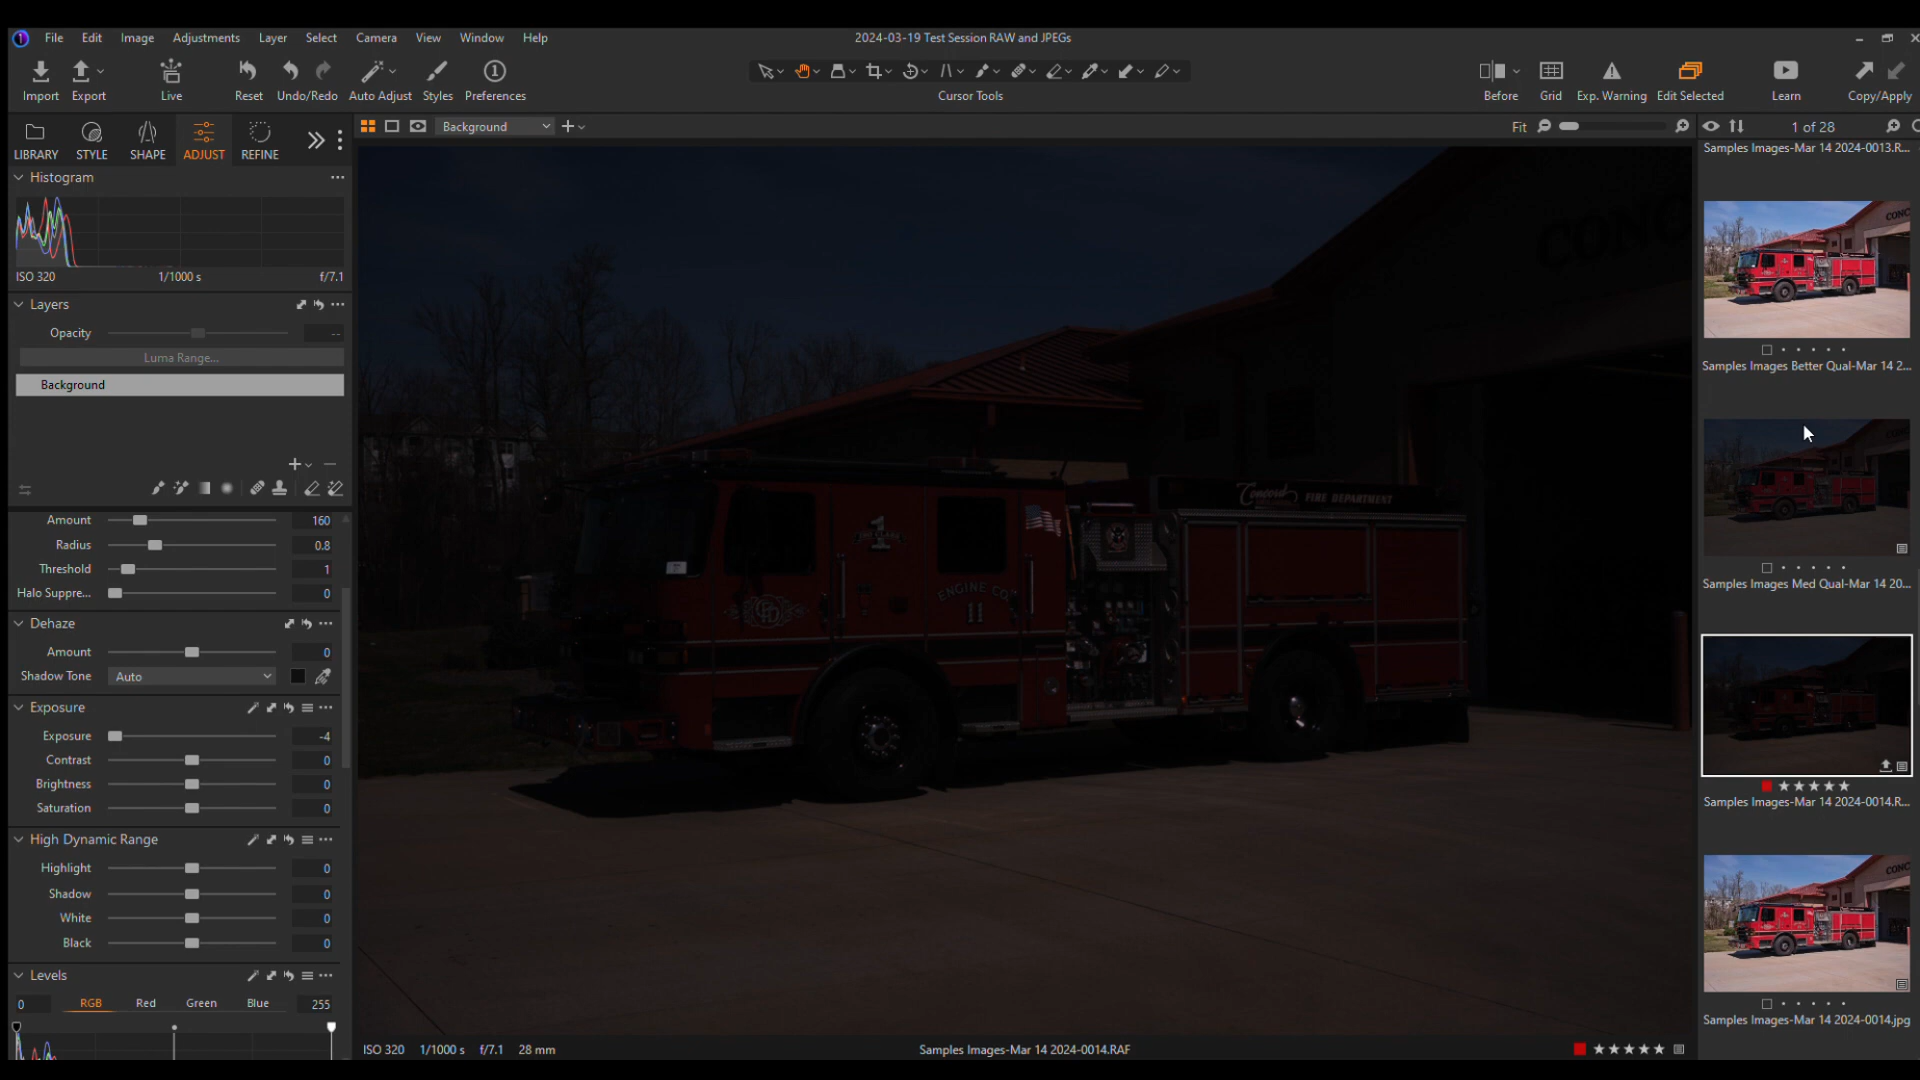 File Edit Image Adjustments Layer Select Camera View Window Help
2024-03-19 Test Session RAW and JPEGs
Import Export Live Reset Undo/Redo Auto Adjust Styles Preferences
Cursor Tools
Before Grid Exp. Warning Edit Selected Learn Copy/Apply
LIBRARY STYLE SHAPE ADJUST REFINE
Background
Fit
1 of 28
Histogram
ISO 320 1/1000 s f/7.1
Layers
Opacity --
Luma Range...
Background
Amount 160
Radius 0.8
Threshold 1
Halo Suppre... 0
Dehaze
Amount 0
Shadow Tone Auto
Exposure
Exposure -4
Contrast 0
Brightness 0
Saturation 0
High Dynamic Range
Highlight 0
Shadow 0
White 0
Black 0
Levels
0 RGB Red Green Blue 255
CONC
Concord FIRE DEPARTMENT
1
ENGINE CO.
11
ISO 320 1/1000 s f/7.1 28 mm
Samples Images-Mar 14 2024-0014.RAF
Samples Images-Mar 14 2024-0013.R...
CONC
Samples Images Better Qual-Mar 14 2...
Samples Images Med Qual-Mar 14 20...
Samples Images-Mar 14 2024-0014.R...
CONC
Samples Images-Mar 14 2024-0014.jpg